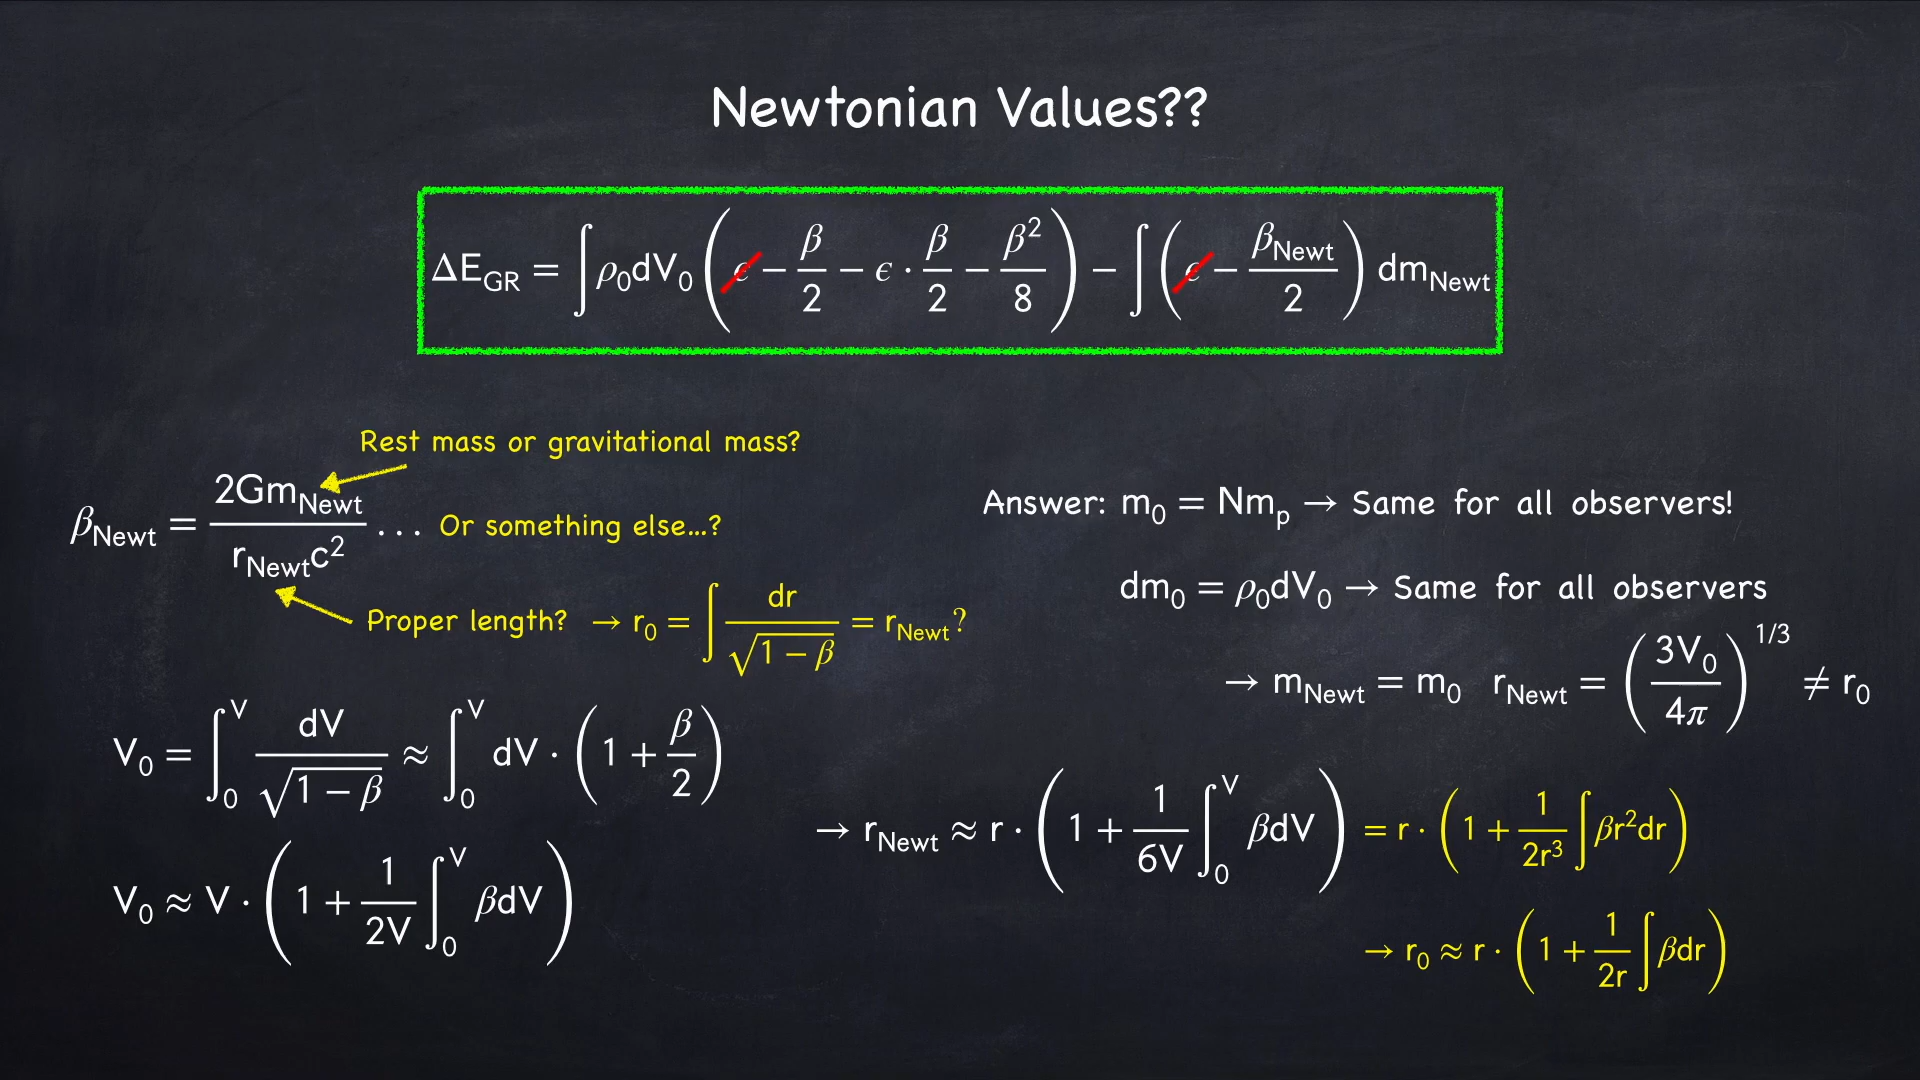 Newtonian Values??
ΔE_GR = ∫ρ₀dV₀ (ϵ − β/2 − ϵ · β/2 − β²/8) − ∫ (ϵ − β_Newt/2) dm_Newt
Rest mass or gravitational mass?
β_Newt = 2Gm_Newt / r_Newt c² ... Or something else...?
Proper length? → r₀ = ∫ dr/√(1 − β) = r_Newt?
V₀ = ∫₀^V dV/√(1 − β) ≈ ∫₀^V dV · (1 + β/2)
V₀ ≈ V · (1 + 1/2V ∫₀^V βdV)
Answer: m₀ = Nm_p → Same for all observers!
dm₀ = ρ₀dV₀ → Same for all observers
→ m_Newt = m₀ r_Newt = (3V₀/4π)^1/3 ≠ r₀
→ r_Newt ≈ r · (1 + 1/6V ∫₀^V βdV) = r · (1 + 1/2r³ ∫βr²dr)
→ r₀ ≈ r · (1 + 1/2r ∫βdr)